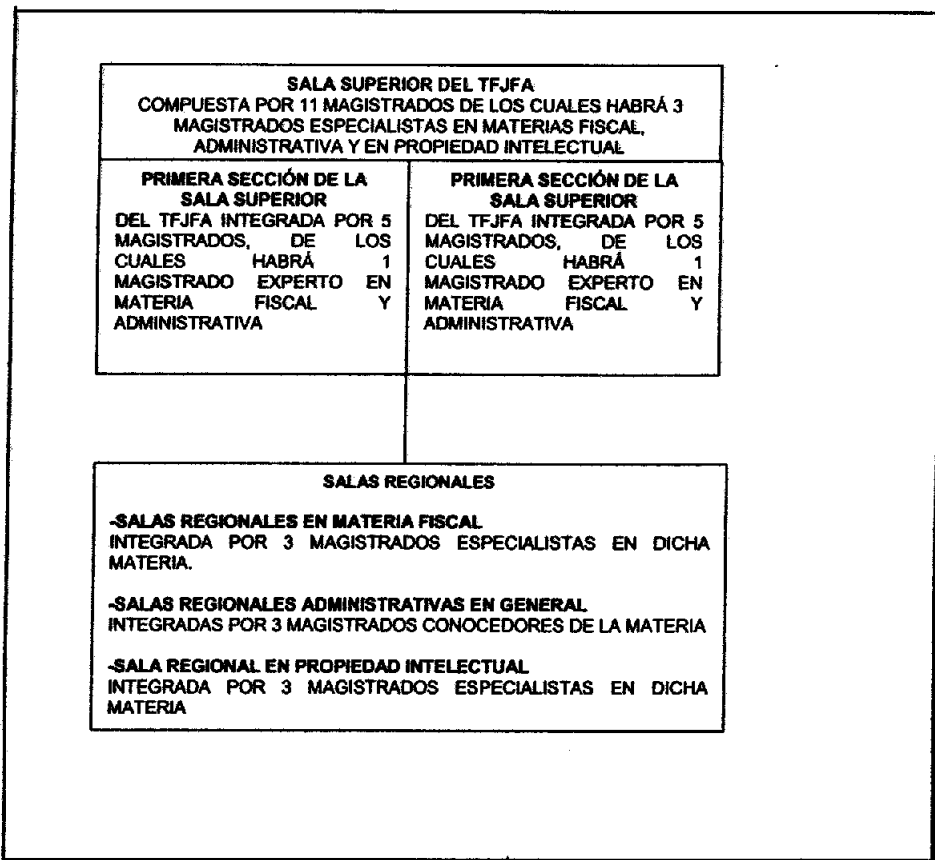 SALA SUPERIOR DEL TFJFA
COMPUESTA POR 11 MAGISTRADOS DE LOS CUALES HABRÁ 3
MAGISTRADOS ESPECIALISTAS EN MATERIAS FISCAL,
ADMINISTRATIVA Y EN PROPIEDAD INTELECTUAL
PRIMERA SECCIÓN DE LA
SALA SUPERIOR
DEL TFJFA INTEGRADA POR 5
MAGISTRADOS, DE LOS
CUALES HABRÁ 1
MAGISTRADO EXPERTO EN
MATERIA FISCAL Y
ADMINISTRATIVA
PRIMERA SECCIÓN DE LA
SALA SUPERIOR
DEL TFJFA INTEGRADA POR 5
MAGISTRADOS, DE LOS
CUALES HABRÁ 1
MAGISTRADO EXPERTO EN
MATERIA FISCAL Y
ADMINISTRATIVA
SALAS REGIONALES
-SALAS REGIONALES EN MATERIA FISCAL
INTEGRADA POR 3 MAGISTRADOS ESPECIALISTAS EN DICHA
MATERIA.
-SALAS REGIONALES ADMINISTRATIVAS EN GENERAL
INTEGRADAS POR 3 MAGISTRADOS CONOCEDORES DE LA MATERIA
-SALA REGIONAL EN PROPIEDAD INTELECTUAL
INTEGRADA POR 3 MAGISTRADOS ESPECIALISTAS EN DICHA
MATERIA